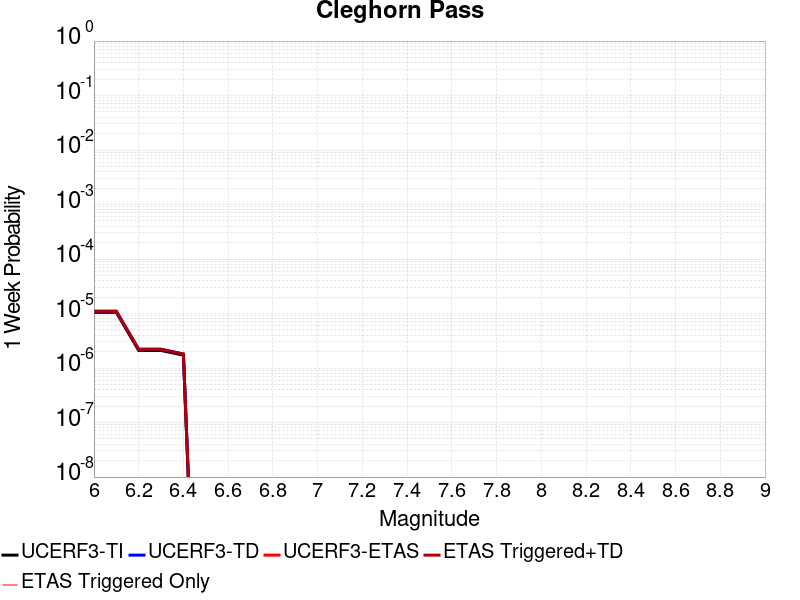 Cleghorn Pass
1 Week Probability
10^0
10^-1
10^-2
10^-3
10^-4
10^-5
10^-6
10^-7
10^-8
6 6.2 6.4 6.6 6.8 7 7.2 7.4 7.6 7.8 8 8.2 8.4 8.6 8.8 9
Magnitude
UCERF3-TI UCERF3-TD UCERF3-ETAS ETAS Triggered+TD
ETAS Triggered Only